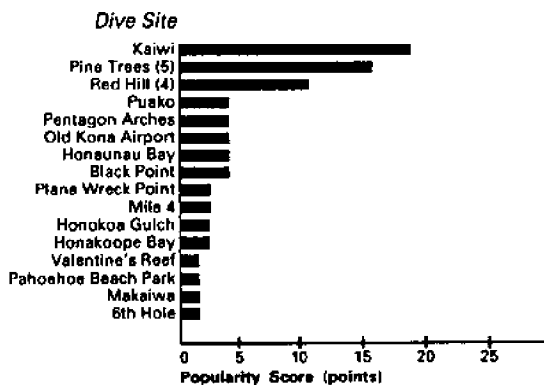 Dive Site
Kaiwi
Pine Trees (5)
Red Hill (4)
Puako
Pentagon Arches
Old Kona Airport
Honaunau Bay
Black Point
Plane Wreck Point
Mile 4
Honokoa Gulch
Honakoope Bay
Valentine's Reef
Pahoehoe Beach Park
Makaiwa
6th Hole
0 5 10 15 20 25
Popularity Score (points)